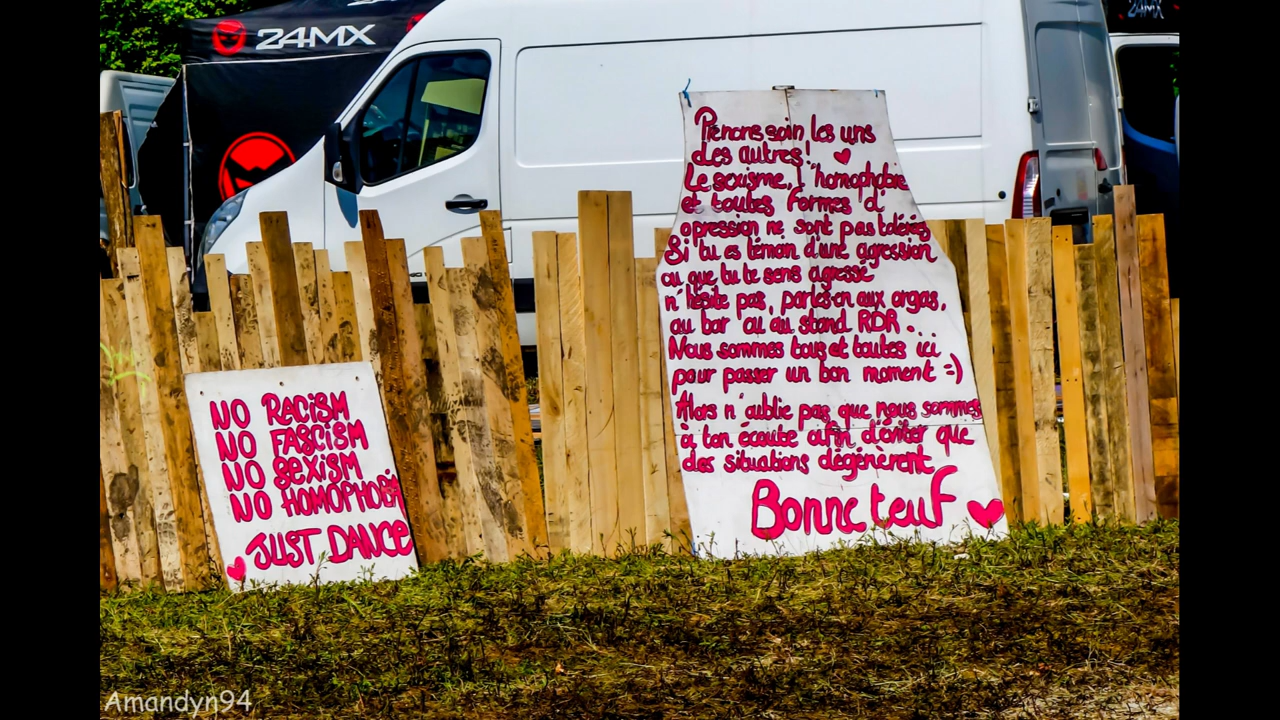 24MX
24MX
Prenons soin les uns
des autres!
Le sexisme, l'homophobie
et toutes formes d'
opression ne sont pas tolérées
Si tu es témoin d'une agression
ou que tu te sens agressé
n'hésite pas, parles-en aux orgas,
au bar ou au stand RDR...
Nous sommes tous et toutes ici
pour passer un bon moment =)
Alors n'oublie pas que nous sommes
à ton écoute afin d'éviter que
des situations dégénèrent
Bonne teuf
NO RACISM
NO FASCISM
NO SEXISM
NO HOMOPHOBIA
JUST DANCE
Amandyn94